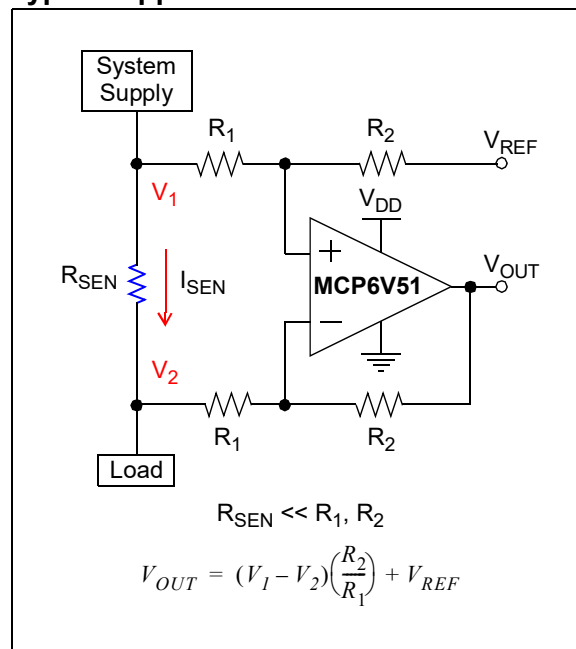 System
Supply
R1
R2
VREF
V1
VDD
RSEN
ISEN
+
MCP6V51
VOUT
−
V2
R1
R2
Load
RSEN << R1, R2
VOUT = (V1 – V2)(R2/R1) + VREF